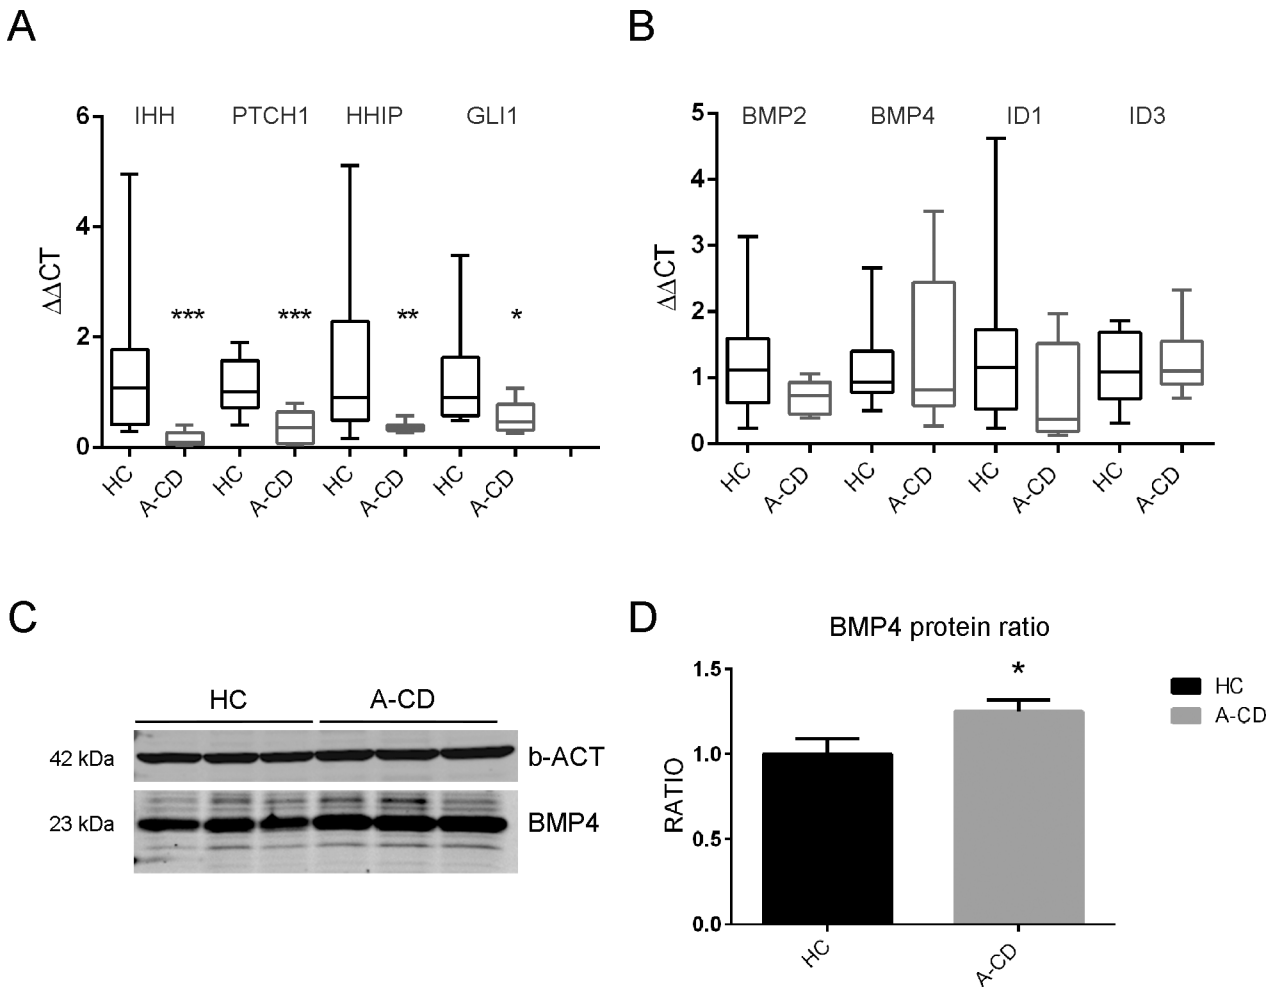 A
IHH PTCH1 HHIP GLI1
6
4
2
0
ΔΔCT
*** *** ** *
HC A-CD HC A-CD HC A-CD HC A-CD
B
BMP2 BMP4 ID1 ID3
5
4
3
2
1
0
ΔΔCT
HC A-CD HC A-CD HC A-CD HC A-CD
C
HC A-CD
42 kDa b-ACT
23 kDa BMP4
D
BMP4 protein ratio
1.5
1.0
0.5
0.0
RATIO
*
HC A-CD
HC
A-CD